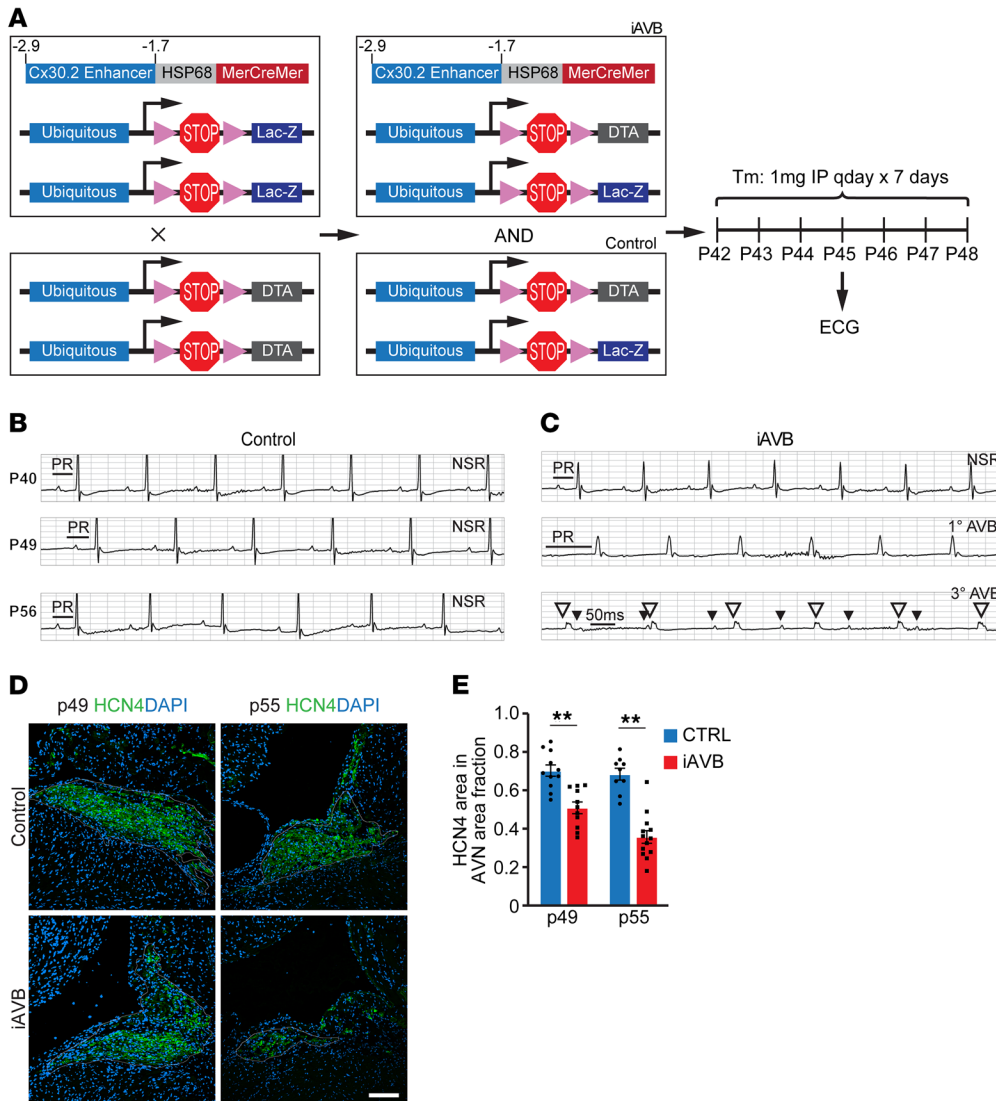 A
iAVB
-2.9
-1.7
Cx30.2 Enhancer HSP68 MerCreMer
Ubiquitous STOP Lac-Z
Ubiquitous STOP Lac-Z
×
Ubiquitous STOP DTA
Ubiquitous STOP DTA
-2.9
-1.7
Cx30.2 Enhancer HSP68 MerCreMer
Ubiquitous STOP DTA
Ubiquitous STOP Lac-Z
AND
Control
Ubiquitous STOP DTA
Ubiquitous STOP Lac-Z
Tm: 1mg IP qday x 7 days
P42 P43 P44 P45 P46 P47 P48
ECG
B
Control
P40 PR NSR
P49 PR NSR
P56 PR NSR
C
iAVB
PR NSR
PR 1° AVB
3° AVB
50ms
D
p49 HCN4DAPI p55 HCN4DAPI
Control
iAVB
E
HCN4 area in
AVN area fraction
1.0
0.8
0.6
0.4
0.2
0
** **
p49 p55
CTRL
iAVB